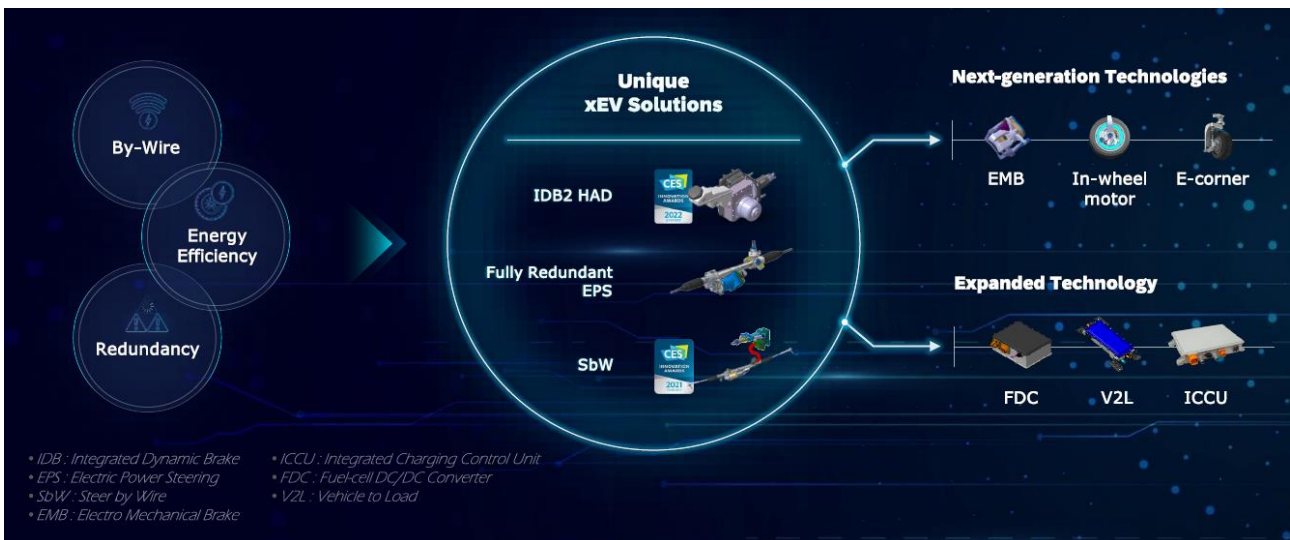 By-Wire
Energy
Efficiency
Redundancy
Unique
xEV Solutions
IDB2 HAD
CES
INNOVATION
AWARDS
2022
Fully Redundant
EPS
SbW
CES
INNOVATION
AWARDS
2021
Next-generation Technologies
EMB
In-wheel
motor
E-corner
Expanded Technology
FDC
V2L
ICCU
• IDB : Integrated Dynamic Brake
• EPS : Electric Power Steering
• SbW : Steer by Wire
• EMB : Electro Mechanical Brake
• ICCU : Integrated Charging Control Unit
• FDC : Fuel-cell DC/DC Converter
• V2L : Vehicle to Load